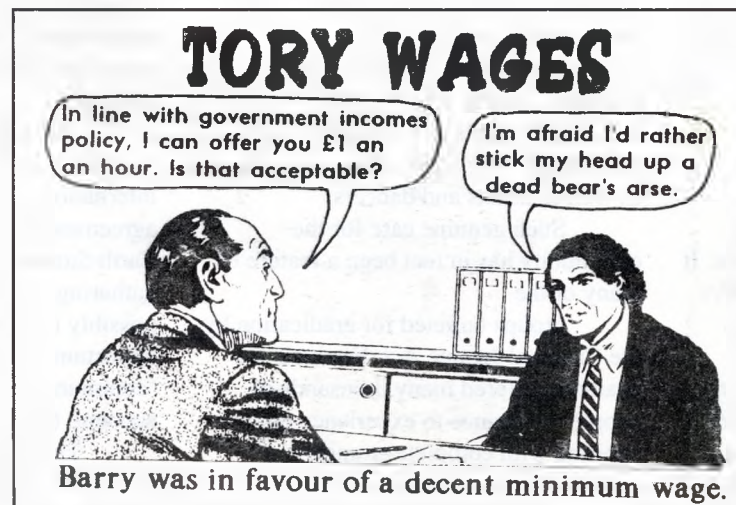 TORY WAGES
In line with government incomes
policy, I can offer you £1 an
an hour. Is that acceptable?
I'm afraid I'd rather
stick my head up a
dead bear's arse.
Barry was in favour of a decent minimum wage.